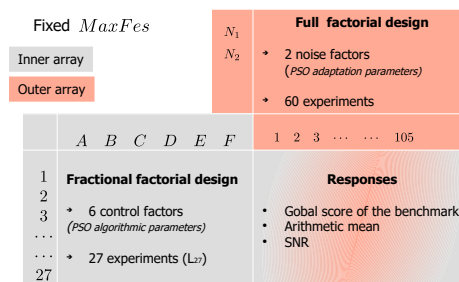 Fixed MaxFes
Inner array
Outer array
N1
N2
Full factorial design
→ 2 noise factors
(PSO adaptation parameters)
→ 60 experiments
A B C D E F
1 2 3 ··· ··· 105
1
2
3
···
···
27
Fractional factorial design
→ 6 control factors
(PSO algorithmic parameters)
→ 27 experiments (L27)
Responses
• Gobal score of the benchmark
• Arithmetic mean
• SNR